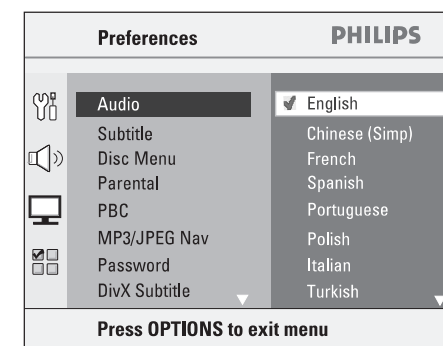 Preferences
PHILIPS
Audio
Subtitle
Disc Menu
Parental
PBC
MP3/JPEG Nav
Password
DivX Subtitle
English
Chinese (Simp)
French
Spanish
Portuguese
Polish
Italian
Turkish
Press OPTIONS to exit menu